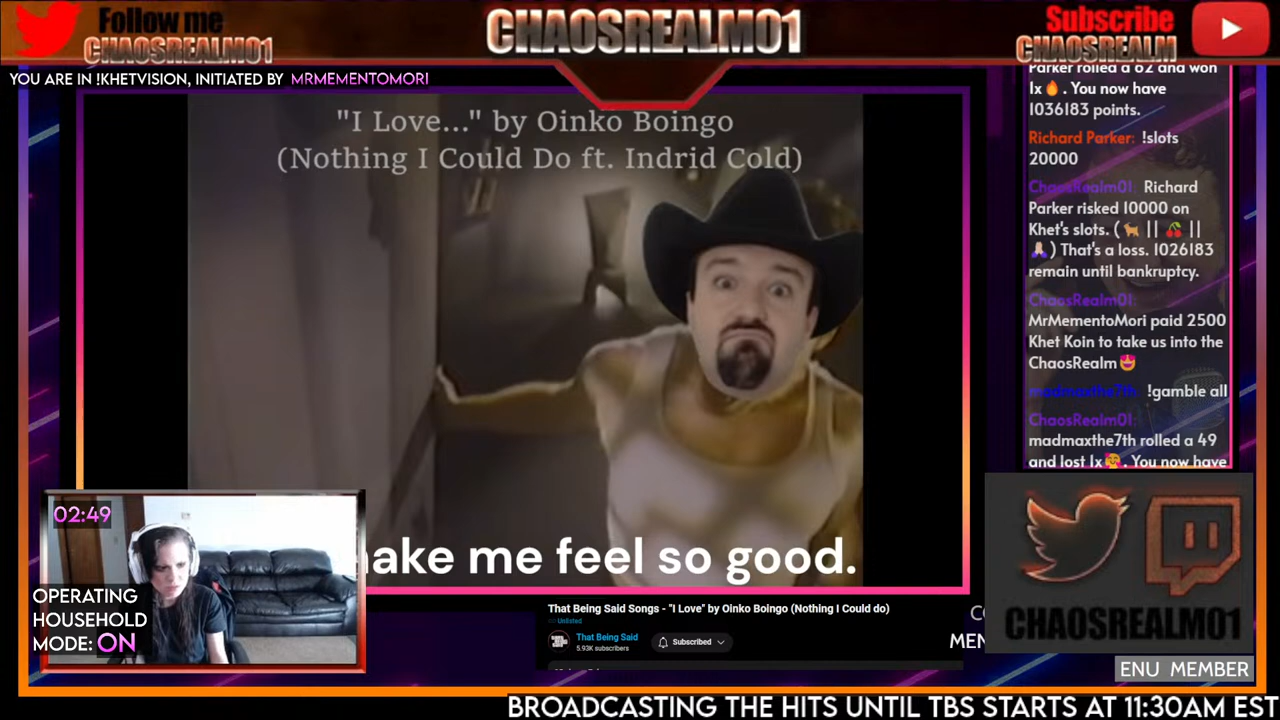 Follow me
CHAOSREALM01
CHAOSREALM01
Subscribe
CHAOSREALM
YOU ARE IN !KHETVISION, INITIATED BY MRMEMENTOMORI
"I Love..." by Oinko Boingo
(Nothing I Could Do ft. Indrid Cold)
make me feel so good.
Parker rolled a 62 and won
1x🔥. You now have
1036183 points.
Richard Parker: !slots
20000
ChaosRealm01: Richard
Parker risked 10000 on
Khet's slots. (🐕 || 🍒 ||
🙏) That's a loss. 1026183
remain until bankruptcy.
ChaosRealm01:
MrMementoMori paid 2500
Khet Koin to take us into the
ChaosRealm😍
madmaxthe7th: !gamble all
ChaosRealm01:
madmaxthe7th rolled a 49
and lost 1x🥰. You now have
02:49
OPERATING
HOUSEHOLD
MODE: ON
That Being Said Songs - "I Love" by Oinko Boingo (Nothing I Could do)
Unlisted
That Being Said
5.93K subscribers
Subscribed
CHAOSREALM01
ENU MEMBER
BROADCASTING THE HITS UNTIL TBS STARTS AT 11:30AM EST